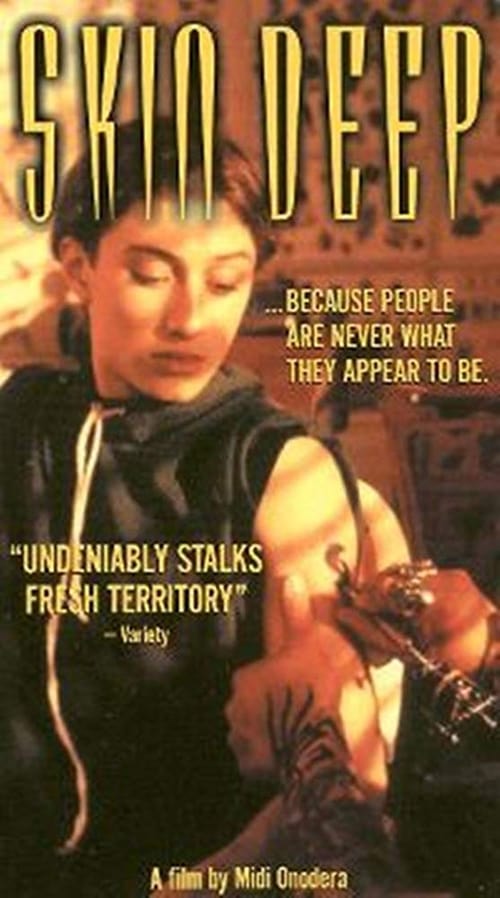 SKIN DEEP
...BECAUSE PEOPLE
ARE NEVER WHAT
THEY APPEAR TO BE.
"UNDENIABLY STALKS
FRESH TERRITORY"
– Variety
A film by Midi Onodera